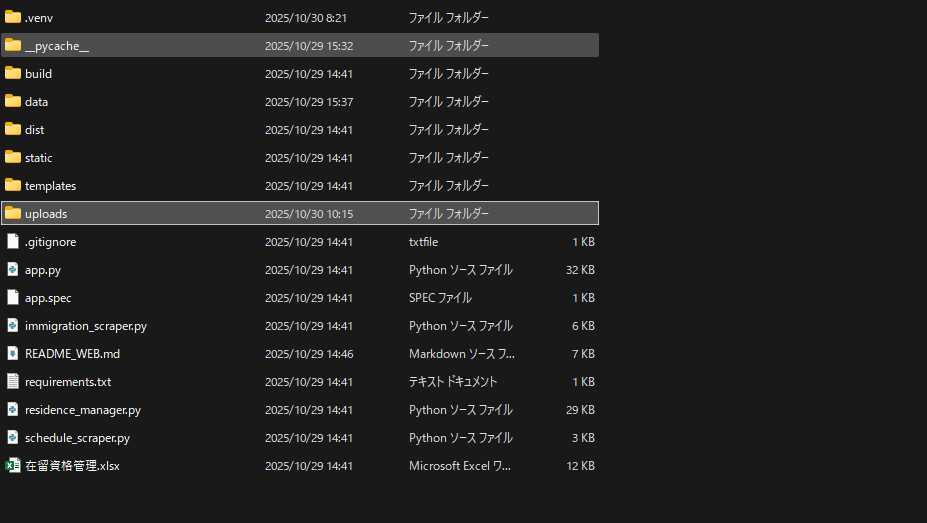 .venv 2025/10/30 8:21 ファイル フォルダー
__pycache__ 2025/10/29 15:32 ファイル フォルダー
build 2025/10/29 14:41 ファイル フォルダー
data 2025/10/29 15:37 ファイル フォルダー
dist 2025/10/29 14:41 ファイル フォルダー
static 2025/10/29 14:41 ファイル フォルダー
templates 2025/10/29 14:41 ファイル フォルダー
uploads 2025/10/30 10:15 ファイル フォルダー
.gitignore 2025/10/29 14:41 txtfile 1 KB
app.py 2025/10/29 14:41 Python ソース ファイル 32 KB
app.spec 2025/10/29 14:41 SPEC ファイル 1 KB
immigration_scraper.py 2025/10/29 14:41 Python ソース ファイル 6 KB
README_WEB.md 2025/10/29 14:46 Markdown ソース フ... 7 KB
requirements.txt 2025/10/29 14:41 テキスト ドキュメント 1 KB
residence_manager.py 2025/10/29 14:41 Python ソース ファイル 29 KB
schedule_scraper.py 2025/10/29 14:41 Python ソース ファイル 3 KB
在留資格管理.xlsx 2025/10/29 14:41 Microsoft Excel ワ... 12 KB